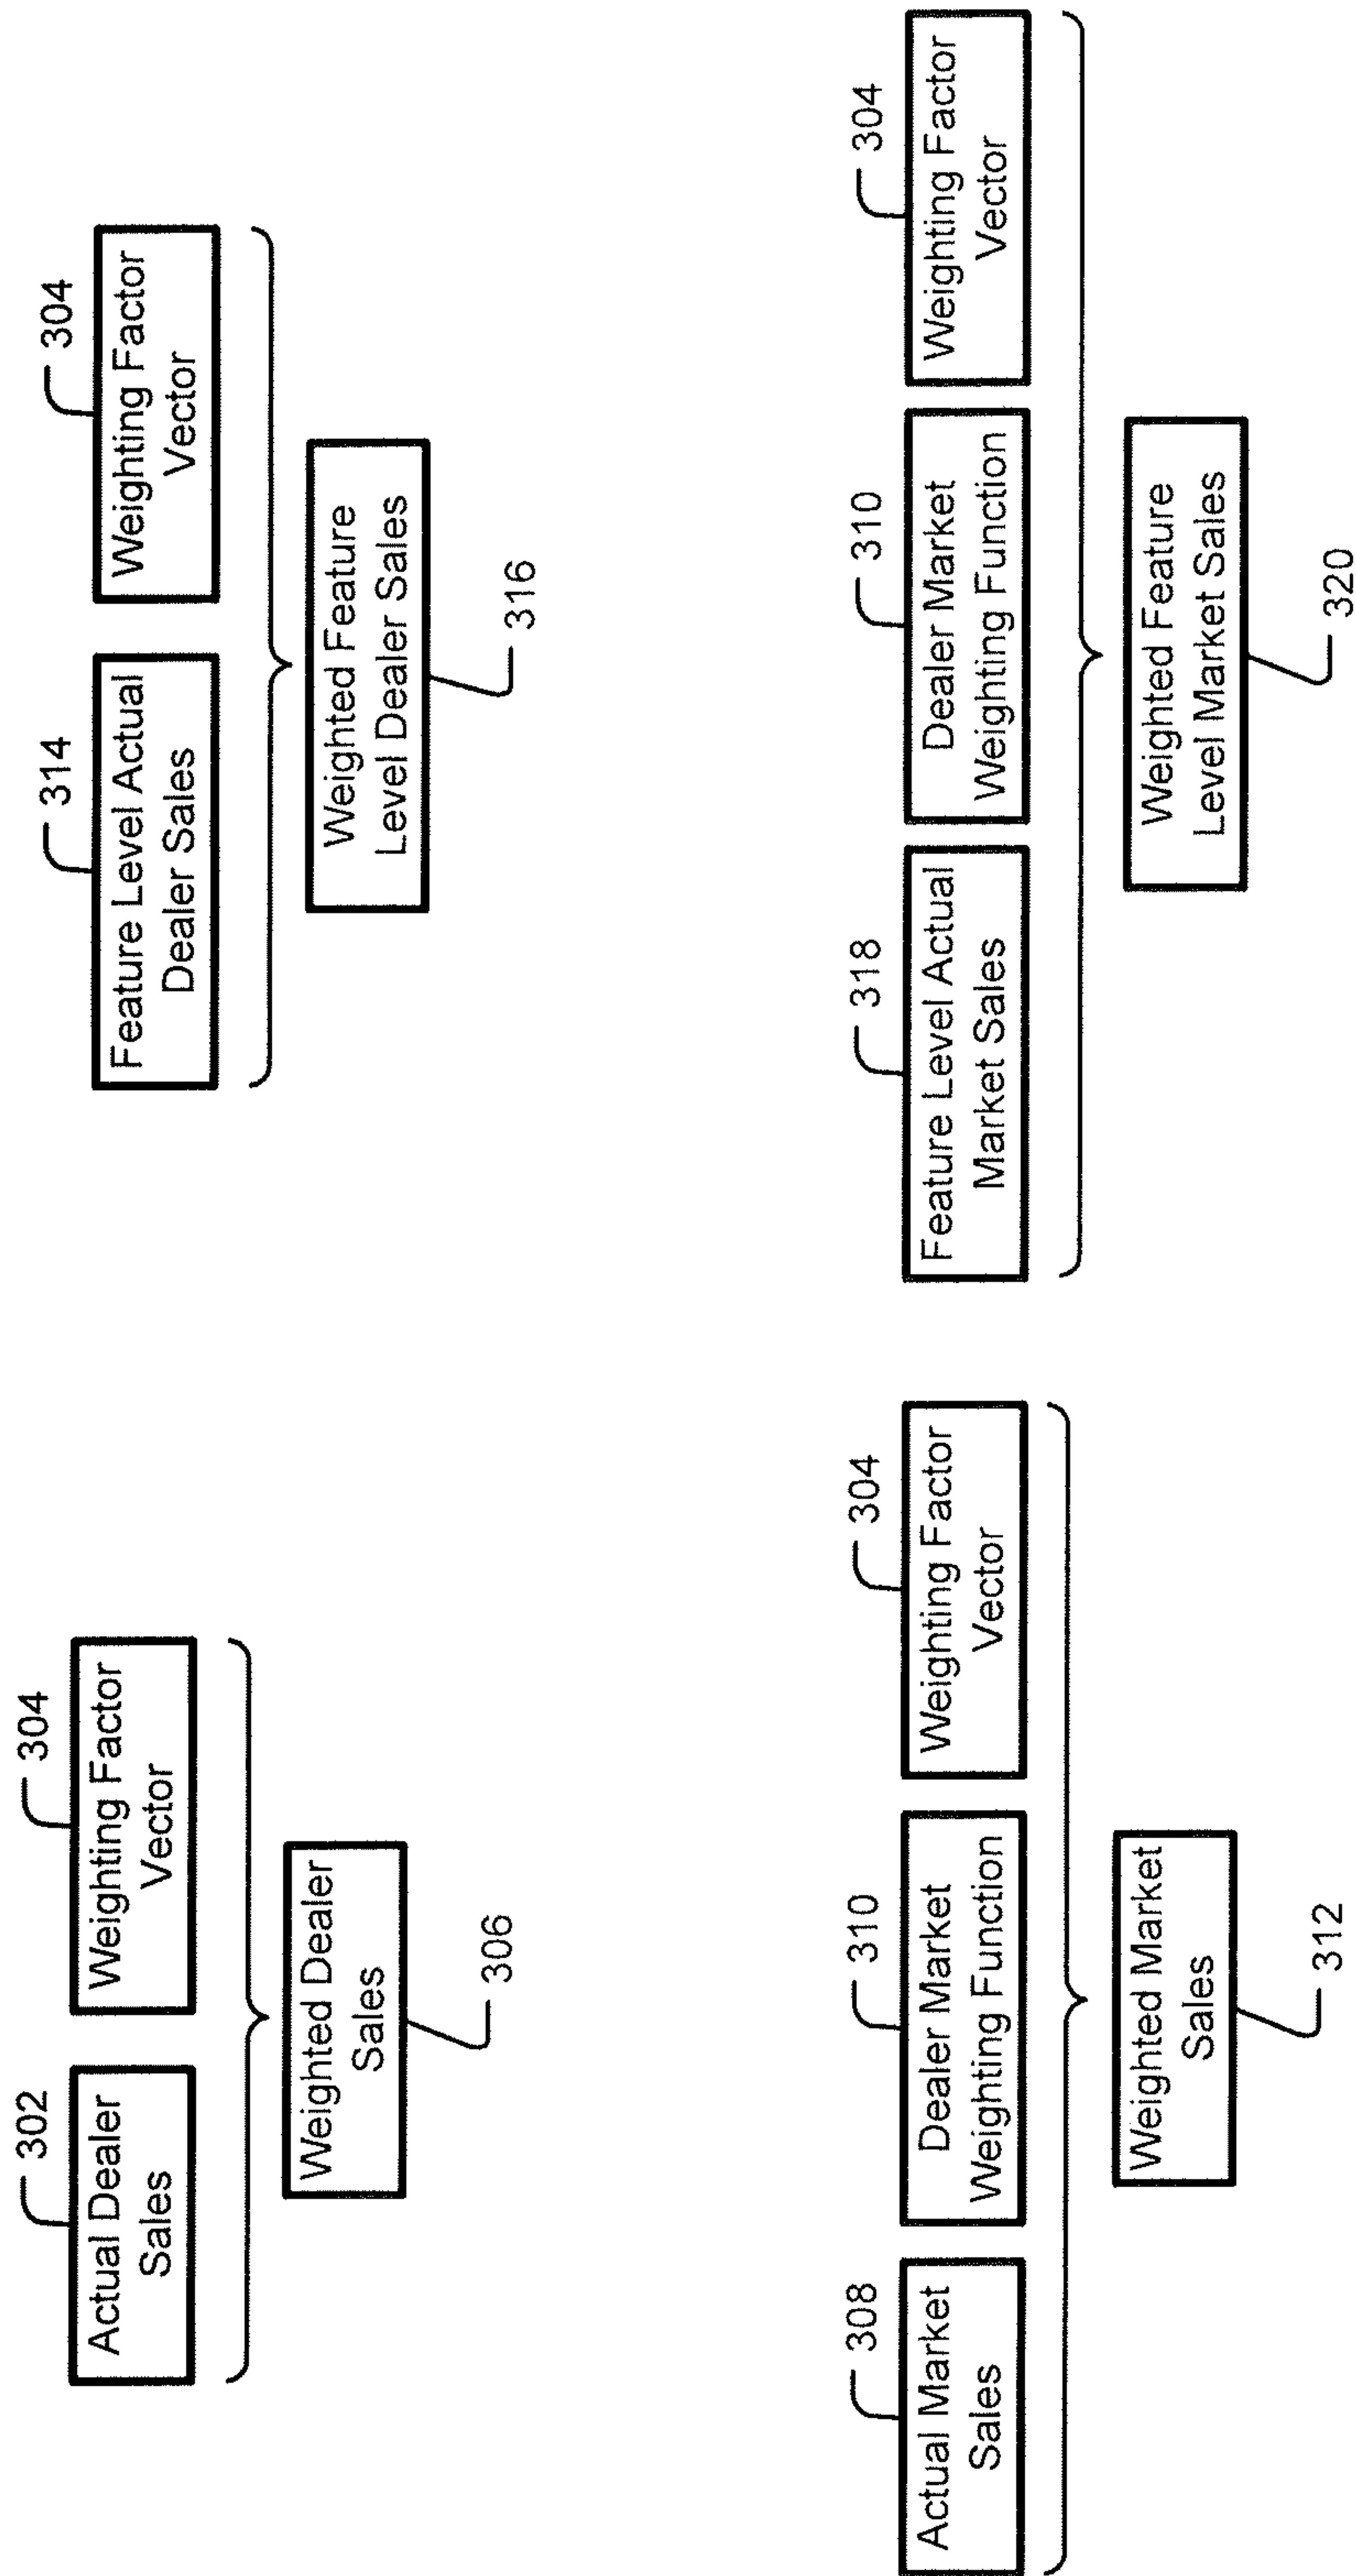 302
Actual Dealer
Sales
304
Weighting Factor
Vector
Weighted Dealer
Sales
306
314
Feature Level Actual
Dealer Sales
304
Weighting Factor
Vector
Weighted Feature
Level Dealer Sales
316
308
Actual Market
Sales
310
Dealer Market
Weighting Function
304
Weighting Factor
Vector
Weighted Market
Sales
312
318
Feature Level Actual
Market Sales
310
Dealer Market
Weighting Function
304
Weighting Factor
Vector
Weighted Feature
Level Market Sales
320